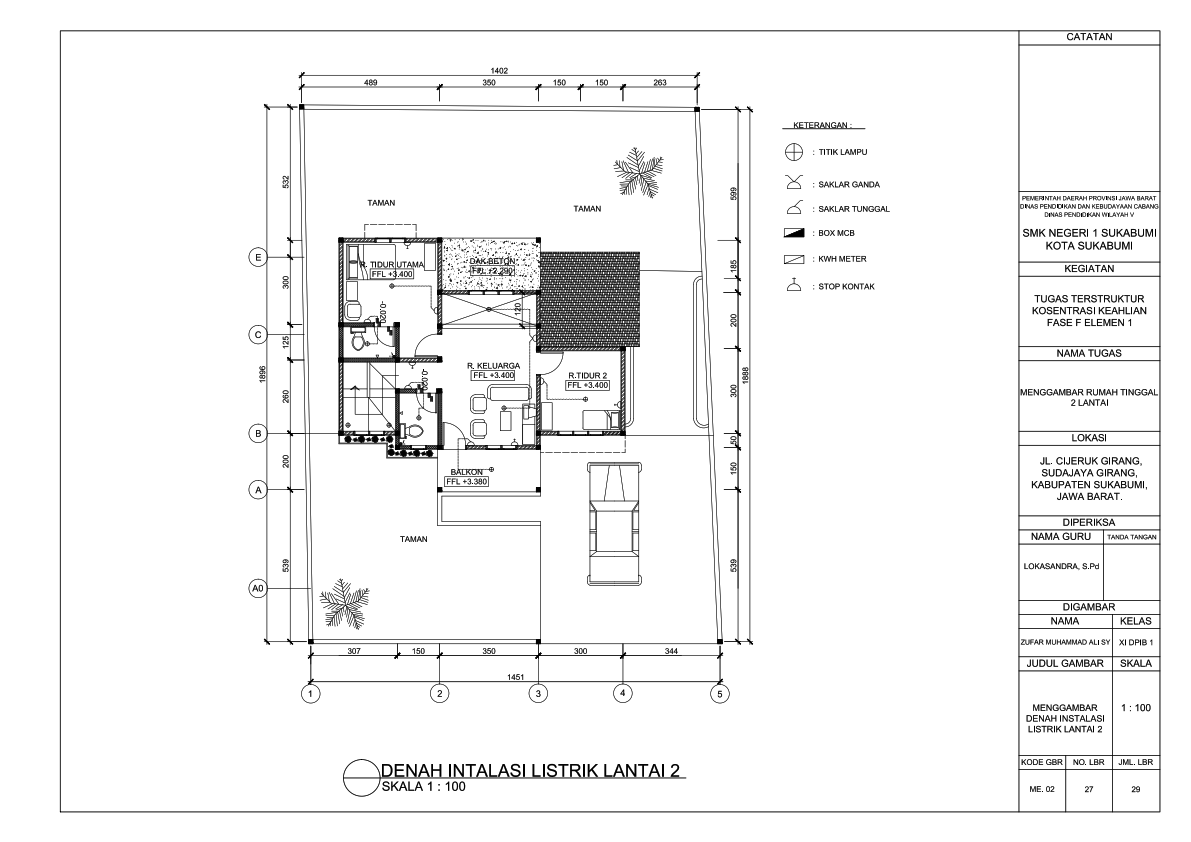 1402
489
350
150
150
263
1896
532
300
125
260
200
539
599
185
200
300
50
150
539
1888
E
C
B
A
A0
TAMAN
TAMAN
R. TIDUR UTAMA
FFL +3.400
DAK BETON
FFL +2.290
120
-0.020
R. KELUARGA
FFL +3.400
-0.020
R.TIDUR 2
FFL +3.400
BALKON
FFL +3.380
TAMAN
307
150
350
300
344
1451
1
2
3
4
5
KETERANGAN :
: TITIK LAMPU
: SAKLAR GANDA
: SAKLAR TUNGGAL
: BOX MCB
: KWH METER
: STOP KONTAK
DENAH INTALASI LISTRIK LANTAI 2
SKALA 1 : 100
CATATAN
PEMERINTAH DAERAH PROVINSI JAWA BARAT
DINAS PENDIDIKAN DAN KEBUDAYAAN CABANG
DINAS PENDIDIKAN WILAYAH V
SMK NEGERI 1 SUKABUMI
KOTA SUKABUMI
KEGIATAN
TUGAS TERSTRUKTUR
KOSENTRASI KEAHLIAN
FASE F ELEMEN 1
NAMA TUGAS
MENGGAMBAR RUMAH TINGGAL
2 LANTAI
LOKASI
JL. CIJERUK GIRANG,
SUDAJAYA GIRANG,
KABUPATEN SUKABUMI,
JAWA BARAT.
DIPERIKSA
NAMA GURU TANDA TANGAN
LOKASANDRA, S.Pd
DIGAMBAR
NAMA KELAS
ZUFAR MUHAMMAD ALI SY XI DPIB 1
JUDUL GAMBAR SKALA
MENGGAMBAR
DENAH INSTALASI
LISTRIK LANTAI 2
1 : 100
KODE GBR NO. LBR JML. LBR
ME. 02 27 29